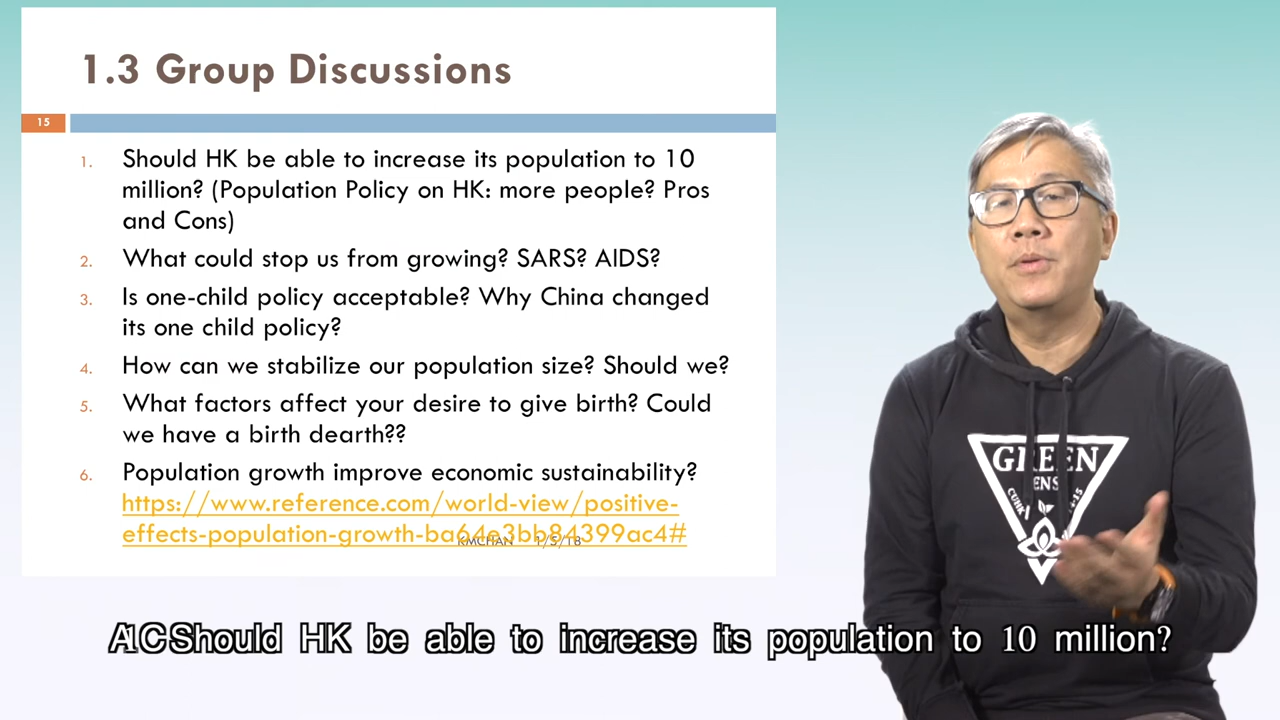 1.3 Group Discussions
15
1. Should HK be able to increase its population to 10
million? (Population Policy on HK: more people? Pros
and Cons)
2. What could stop us from growing? SARS? AIDS?
3. Is one-child policy acceptable? Why China changed
its one child policy?
4. How can we stabilize our population size? Should we?
5. What factors affect your desire to give birth? Could
we have a birth dearth??
6. Population growth improve economic sustainability?
https://www.reference.com/world-view/positive-
effects-population-growth-ba64e3bb84399ac4#
KMCHAN 1/5/18
GREEN
CUHK
Should HK be able to increase its population to 10 million?